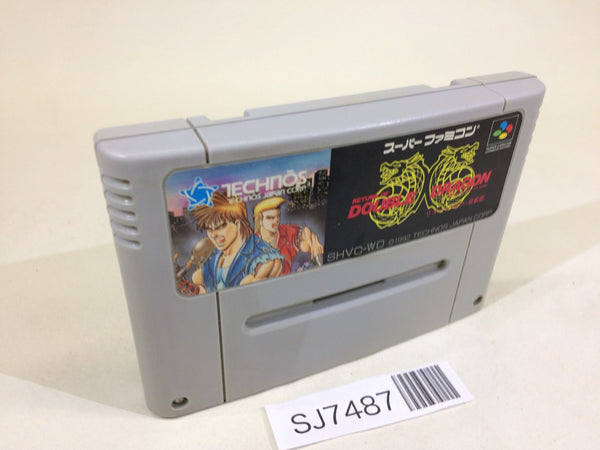 TECHNOS
TECHNOS JAPAN CORP.
スーパー ファミコン
RETURN
DOUBLE DRAGON
SHVC-WD ©1992 TECHNOS JAPAN CORP.
SJ7487